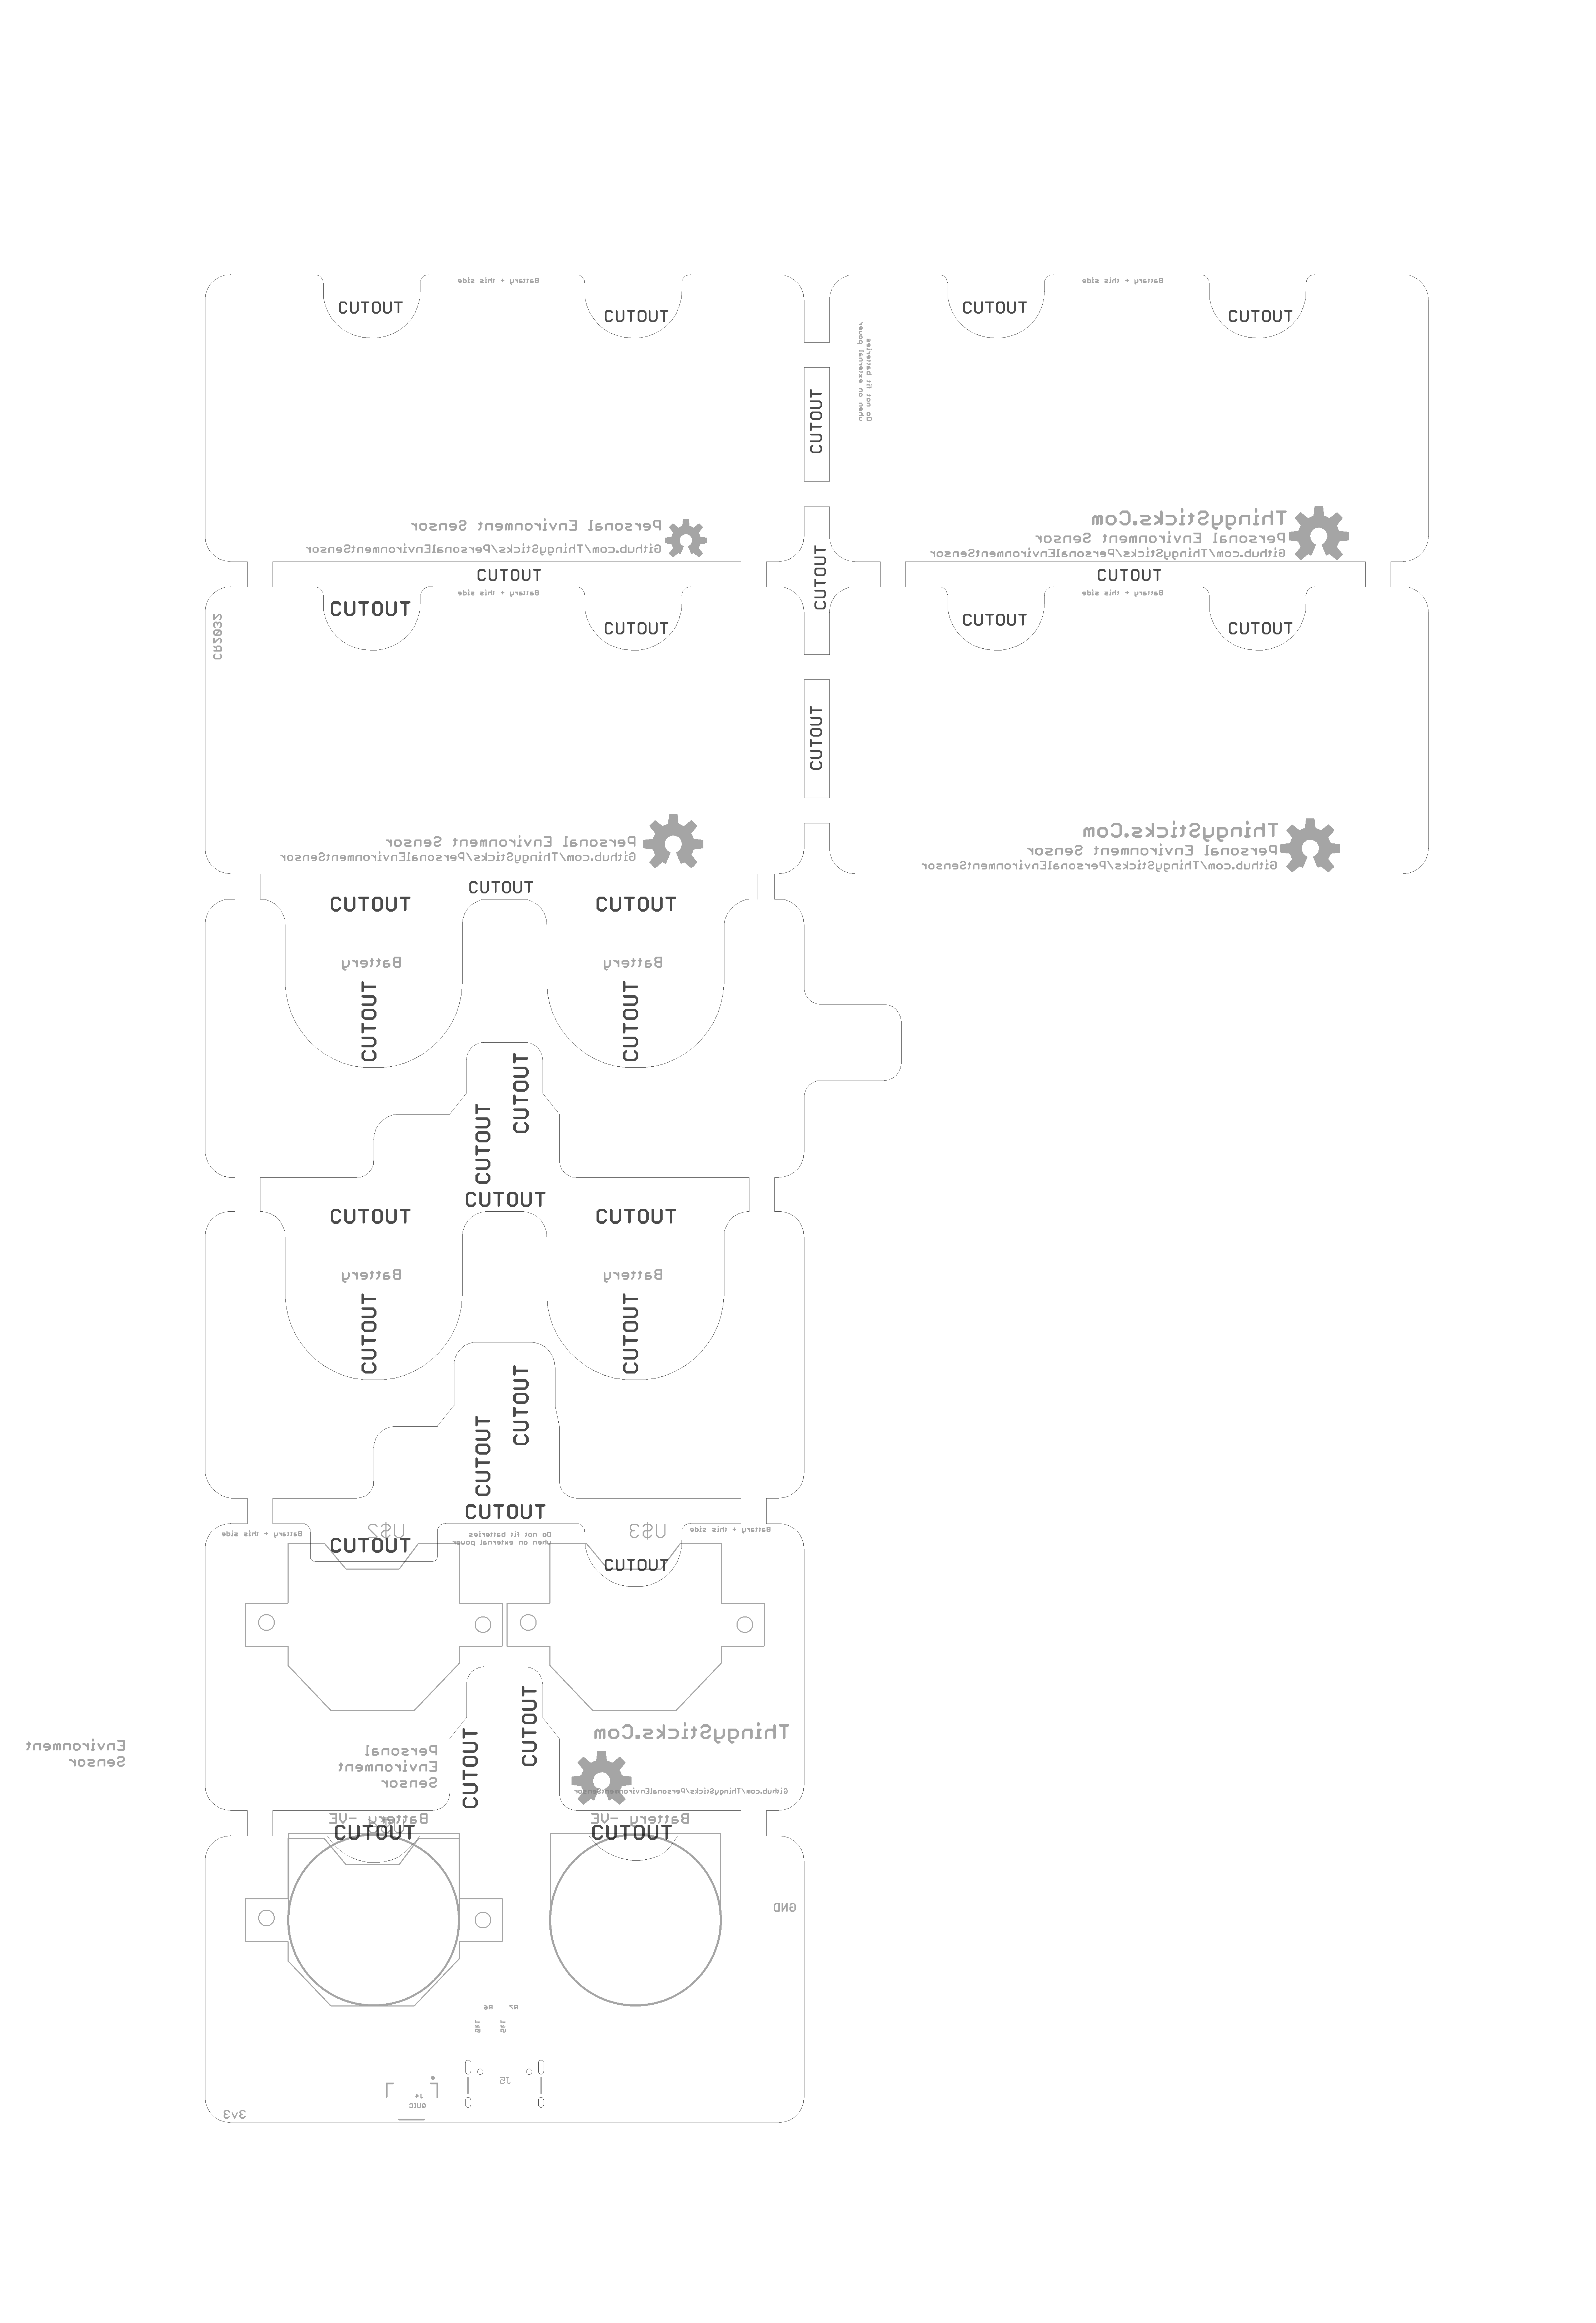 Battery + this side
Battery + this side
CUTOUT
CUTOUT
CUTOUT
CUTOUT
Do not fit batteries
when on external power
CUTOUT
Personal Environment Sensor
Github.com/ThingySticks/PersonalEnvironmentSensor
ThingySticks.Com
Personal Environment Sensor
Github.com/ThingySticks/PersonalEnvironmentSensor
CUTOUT
CUTOUT
CUTOUT
Battery + this side
Battery + this side
CUTOUT
CUTOUT
CUTOUT
CUTOUT
CR2032
CUTOUT
Personal Environment Sensor
Github.com/ThingySticks/PersonalEnvironmentSensor
ThingySticks.Com
Personal Environment Sensor
Github.com/ThingySticks/PersonalEnvironmentSensor
CUTOUT
CUTOUT
CUTOUT
Battery
Battery
CUTOUT
CUTOUT
CUTOUT
CUTOUT
CUTOUT
CUTOUT
CUTOUT
Battery
Battery
CUTOUT
CUTOUT
CUTOUT
CUTOUT
CUTOUT
Battery + this side
U$2
Do not fit batteries
when on external power
U$3
Battery + this side
CUTOUT
CUTOUT
CUTOUT
CUTOUT
ThingySticks.Com
Environment
Sensor
Personal
Environment
Sensor
Github.com/ThingySticks/PersonalEnvironmentSensor
Battery -VE
Battery -VE
CUTOUT
CUTOUT
GND
R6
R7
5k1
5k1
J5
J4
QUIC
3v3